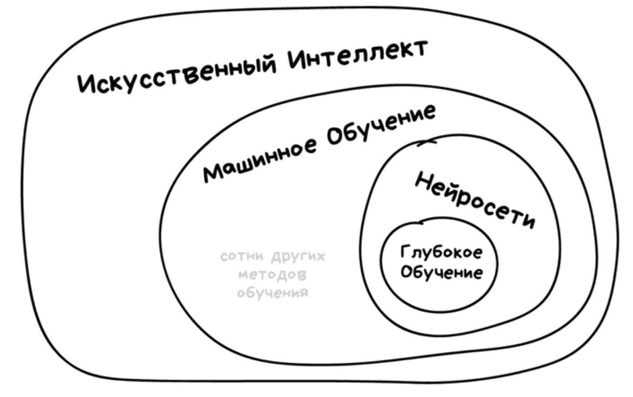 Искусственный Интеллект
Машинное Обучение
Нейросети
сотни других
методов
обучения
Глубокое
Обучение